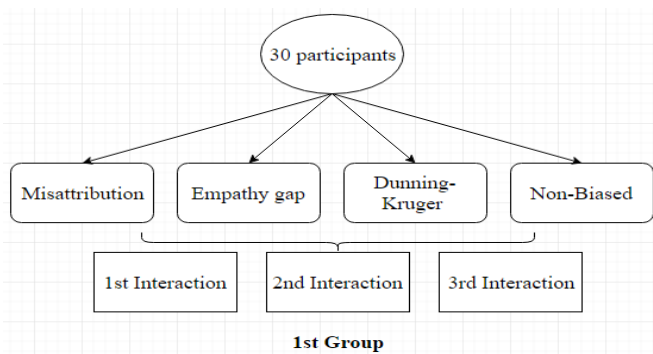 30 participants
Misattribution
Empathy gap
Dunning-
Kruger
Non-Biased
1st Interaction
2nd Interaction
3rd Interaction
1st Group